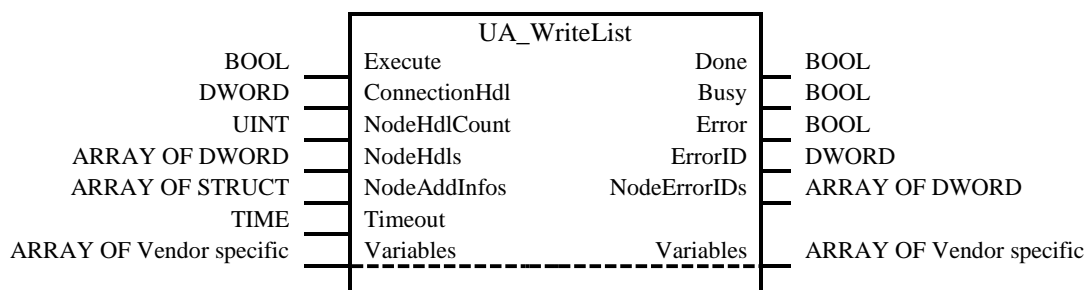 UA_WriteList
BOOL Execute Done BOOL
DWORD ConnectionHdl Busy BOOL
UINT NodeHdlCount Error BOOL
ARRAY OF DWORD NodeHdls ErrorID DWORD
ARRAY OF STRUCT NodeAddInfos NodeErrorIDs ARRAY OF DWORD
TIME Timeout
ARRAY OF Vendor specific Variables Variables ARRAY OF Vendor specific